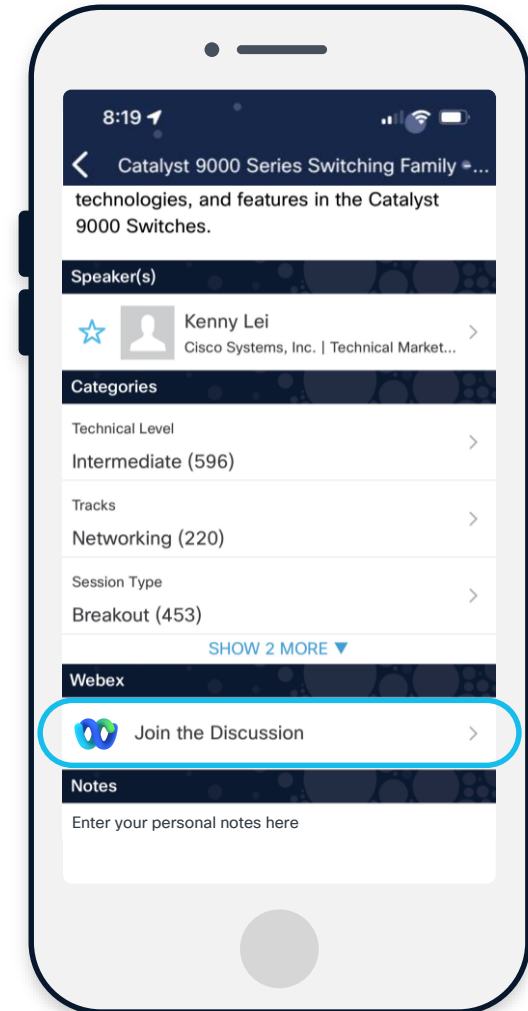 8:19
Catalyst 9000 Series Switching Family -...
technologies, and features in the Catalyst
9000 Switches.
Speaker(s)
Kenny Lei
Cisco Systems, Inc. | Technical Market...
Categories
Technical Level
Intermediate (596)
Tracks
Networking (220)
Session Type
Breakout (453)
SHOW 2 MORE ▼
Webex
Join the Discussion
Notes
Enter your personal notes here